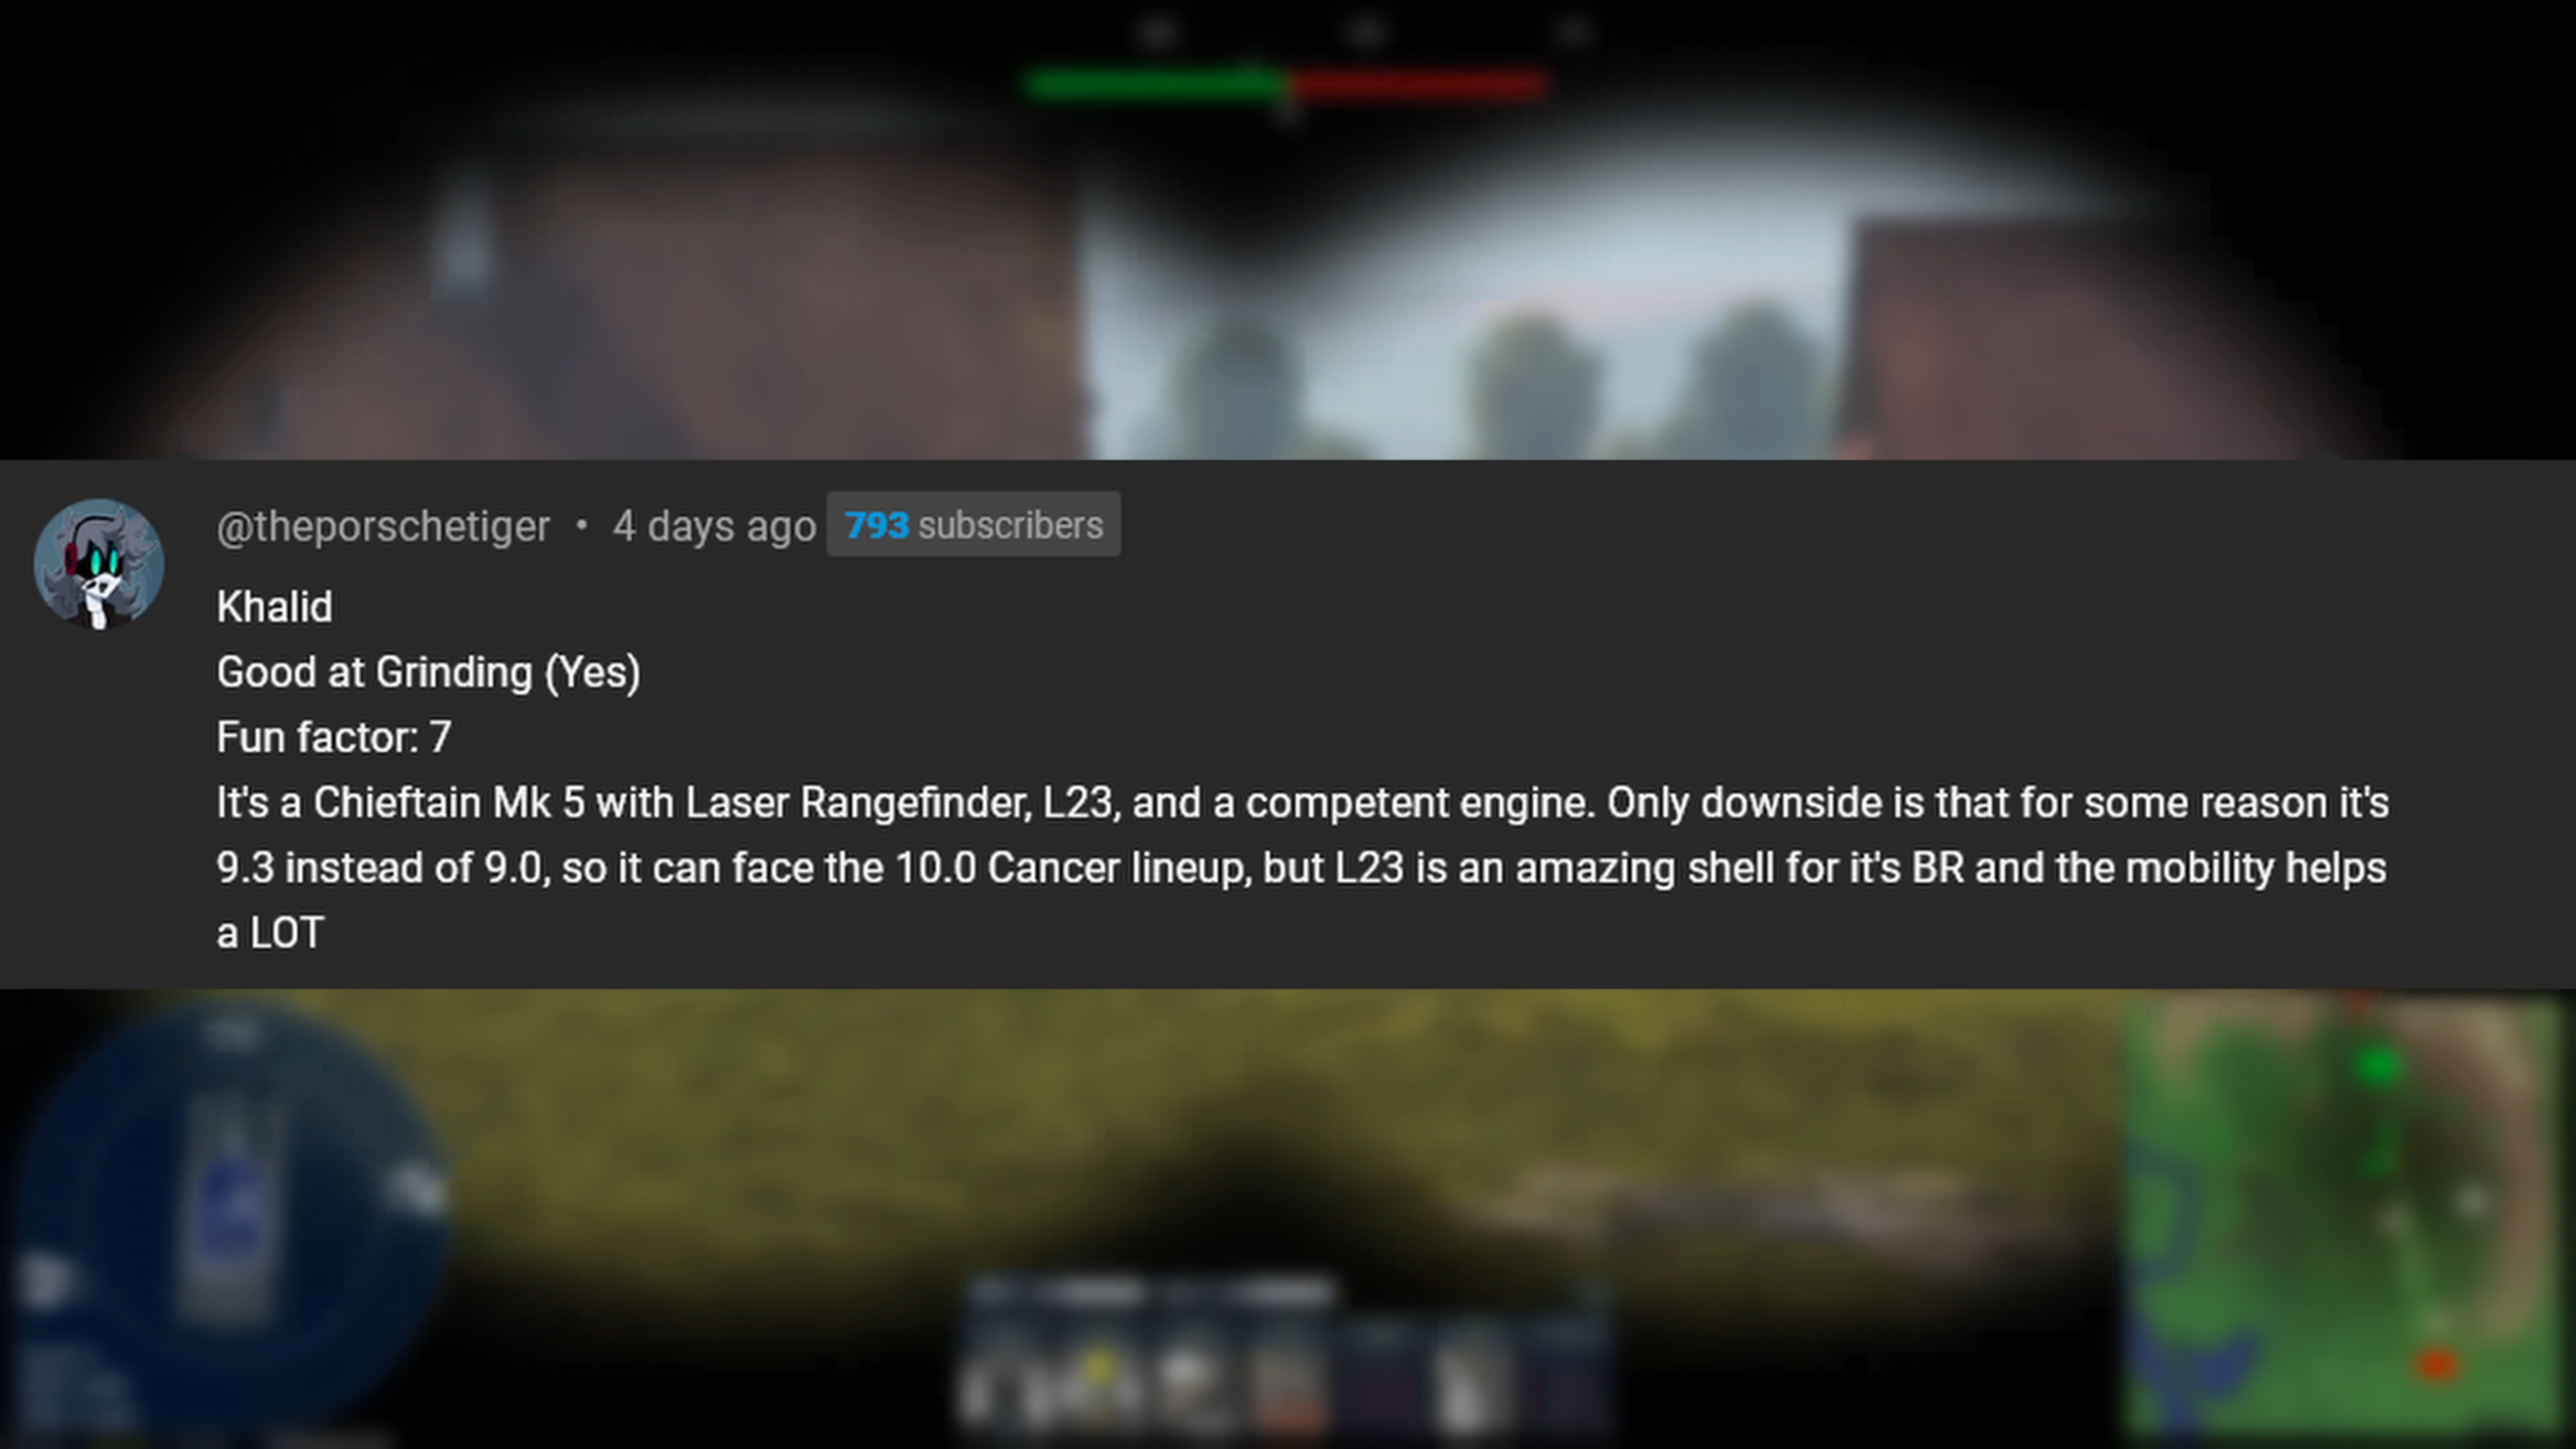 @theporschetiger • 4 days ago 793 subscribers
Khalid
Good at Grinding (Yes)
Fun factor: 7
It's a Chieftain Mk 5 with Laser Rangefinder, L23, and a competent engine. Only downside is that for some reason it's
9.3 instead of 9.0, so it can face the 10.0 Cancer lineup, but L23 is an amazing shell for it's BR and the mobility helps
a LOT